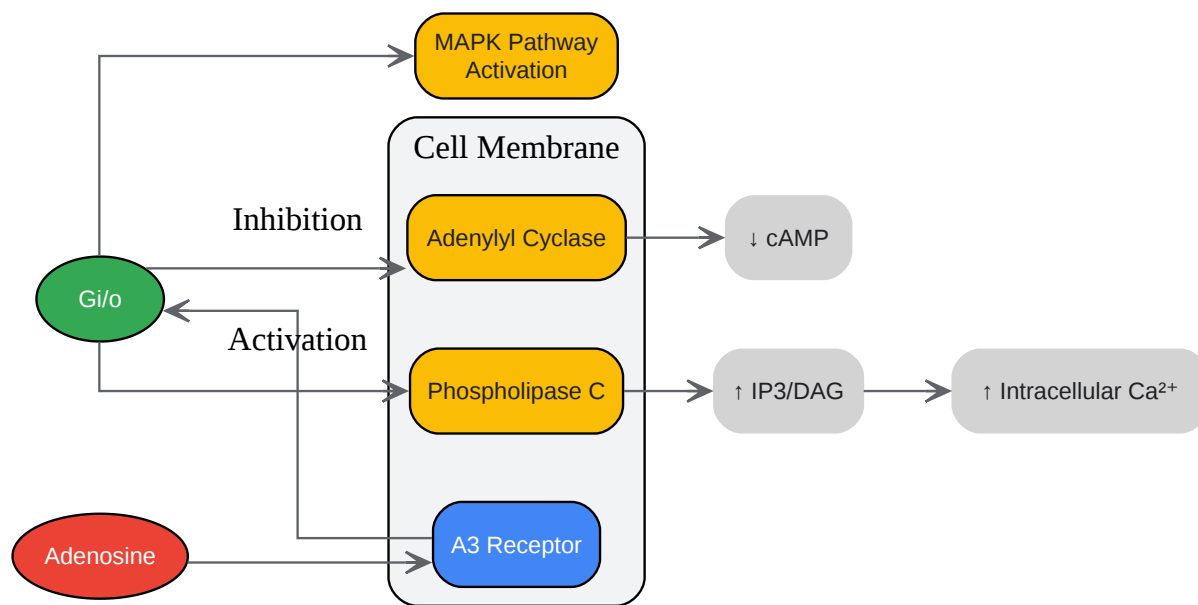 MAPK Pathway
Activation
Cell Membrane
Inhibition
Adenylyl Cyclase
↓ cAMP
Gi/o
Activation
Phospholipase C
↑ IP3/DAG
↑ Intracellular Ca²⁺
A3 Receptor
Adenosine